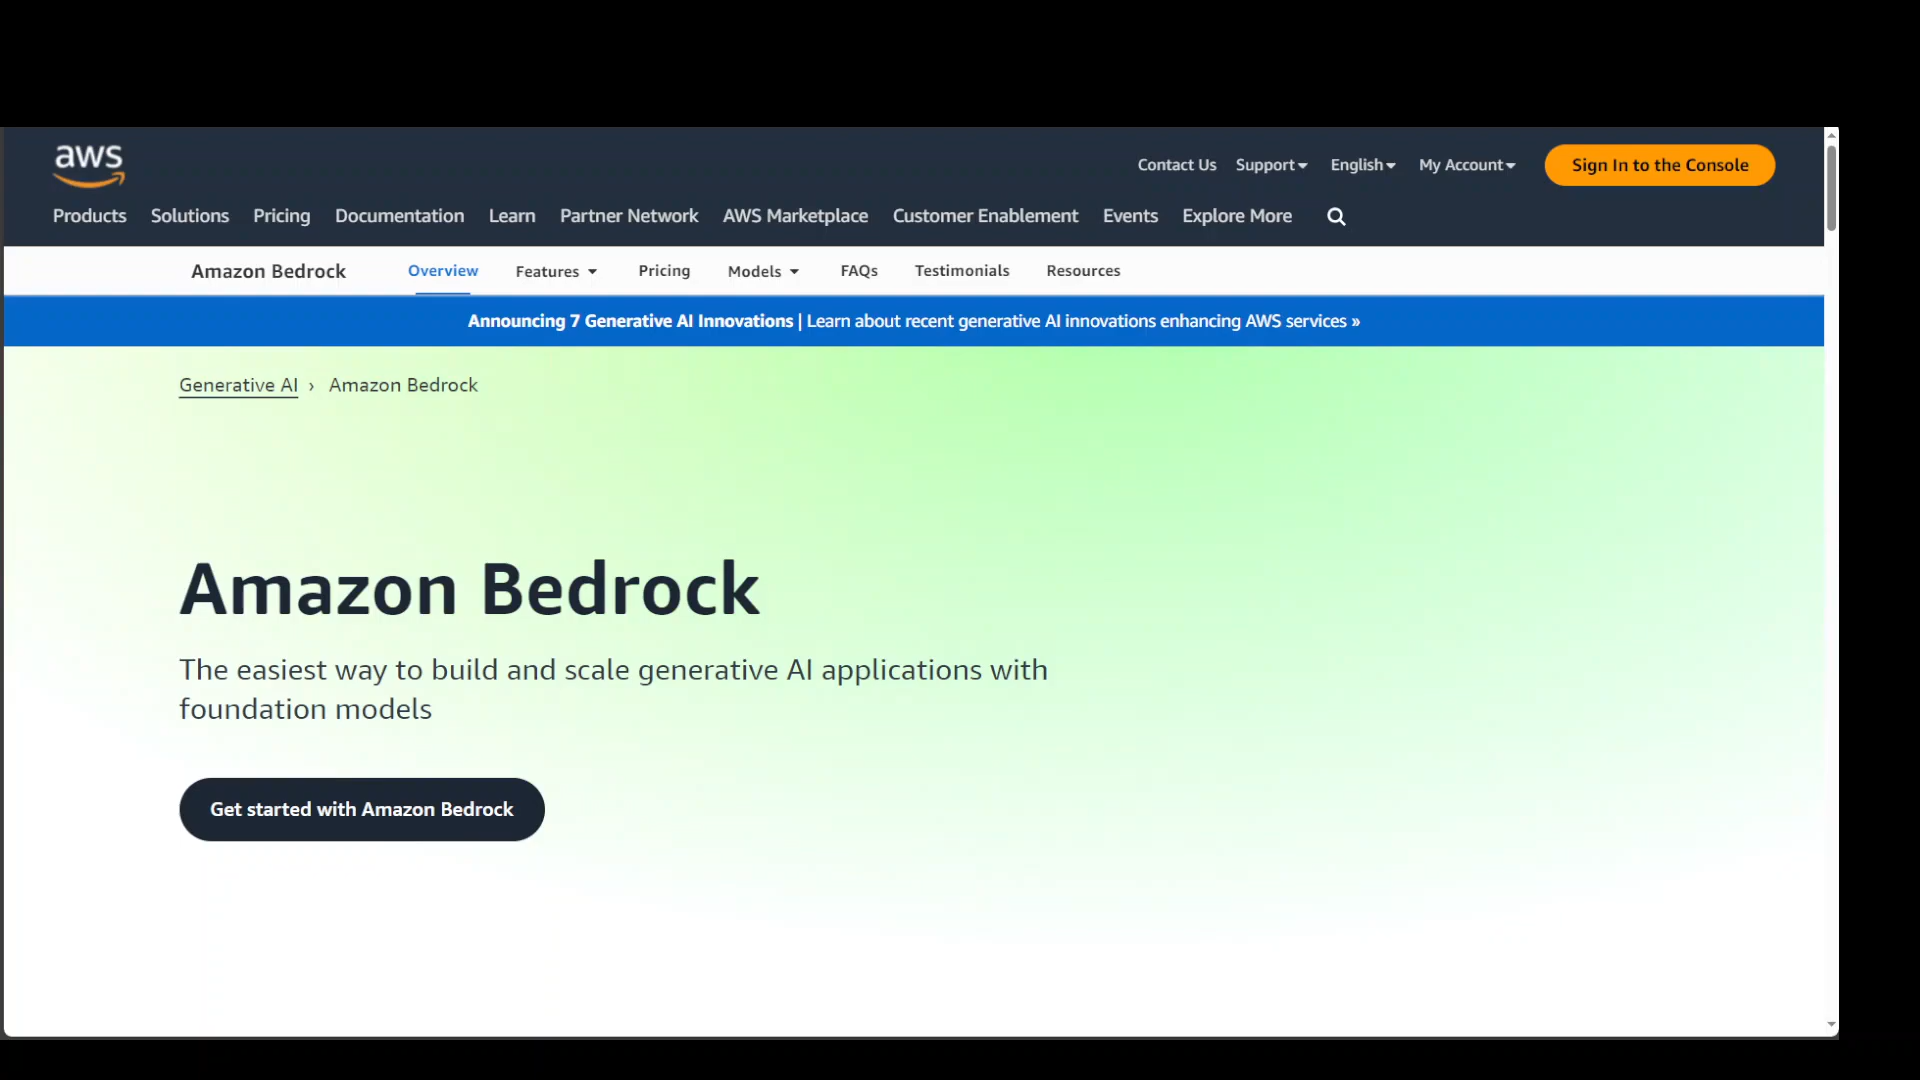 aws
Contact Us Support English My Account Sign In to the Console
Products Solutions Pricing Documentation Learn Partner Network AWS Marketplace Customer Enablement Events Explore More
Amazon Bedrock Overview Features Pricing Models FAQs Testimonials Resources
Announcing 7 Generative AI Innovations | Learn about recent generative AI innovations enhancing AWS services »
Generative AI › Amazon Bedrock
Amazon Bedrock
The easiest way to build and scale generative AI applications with
foundation models
Get started with Amazon Bedrock